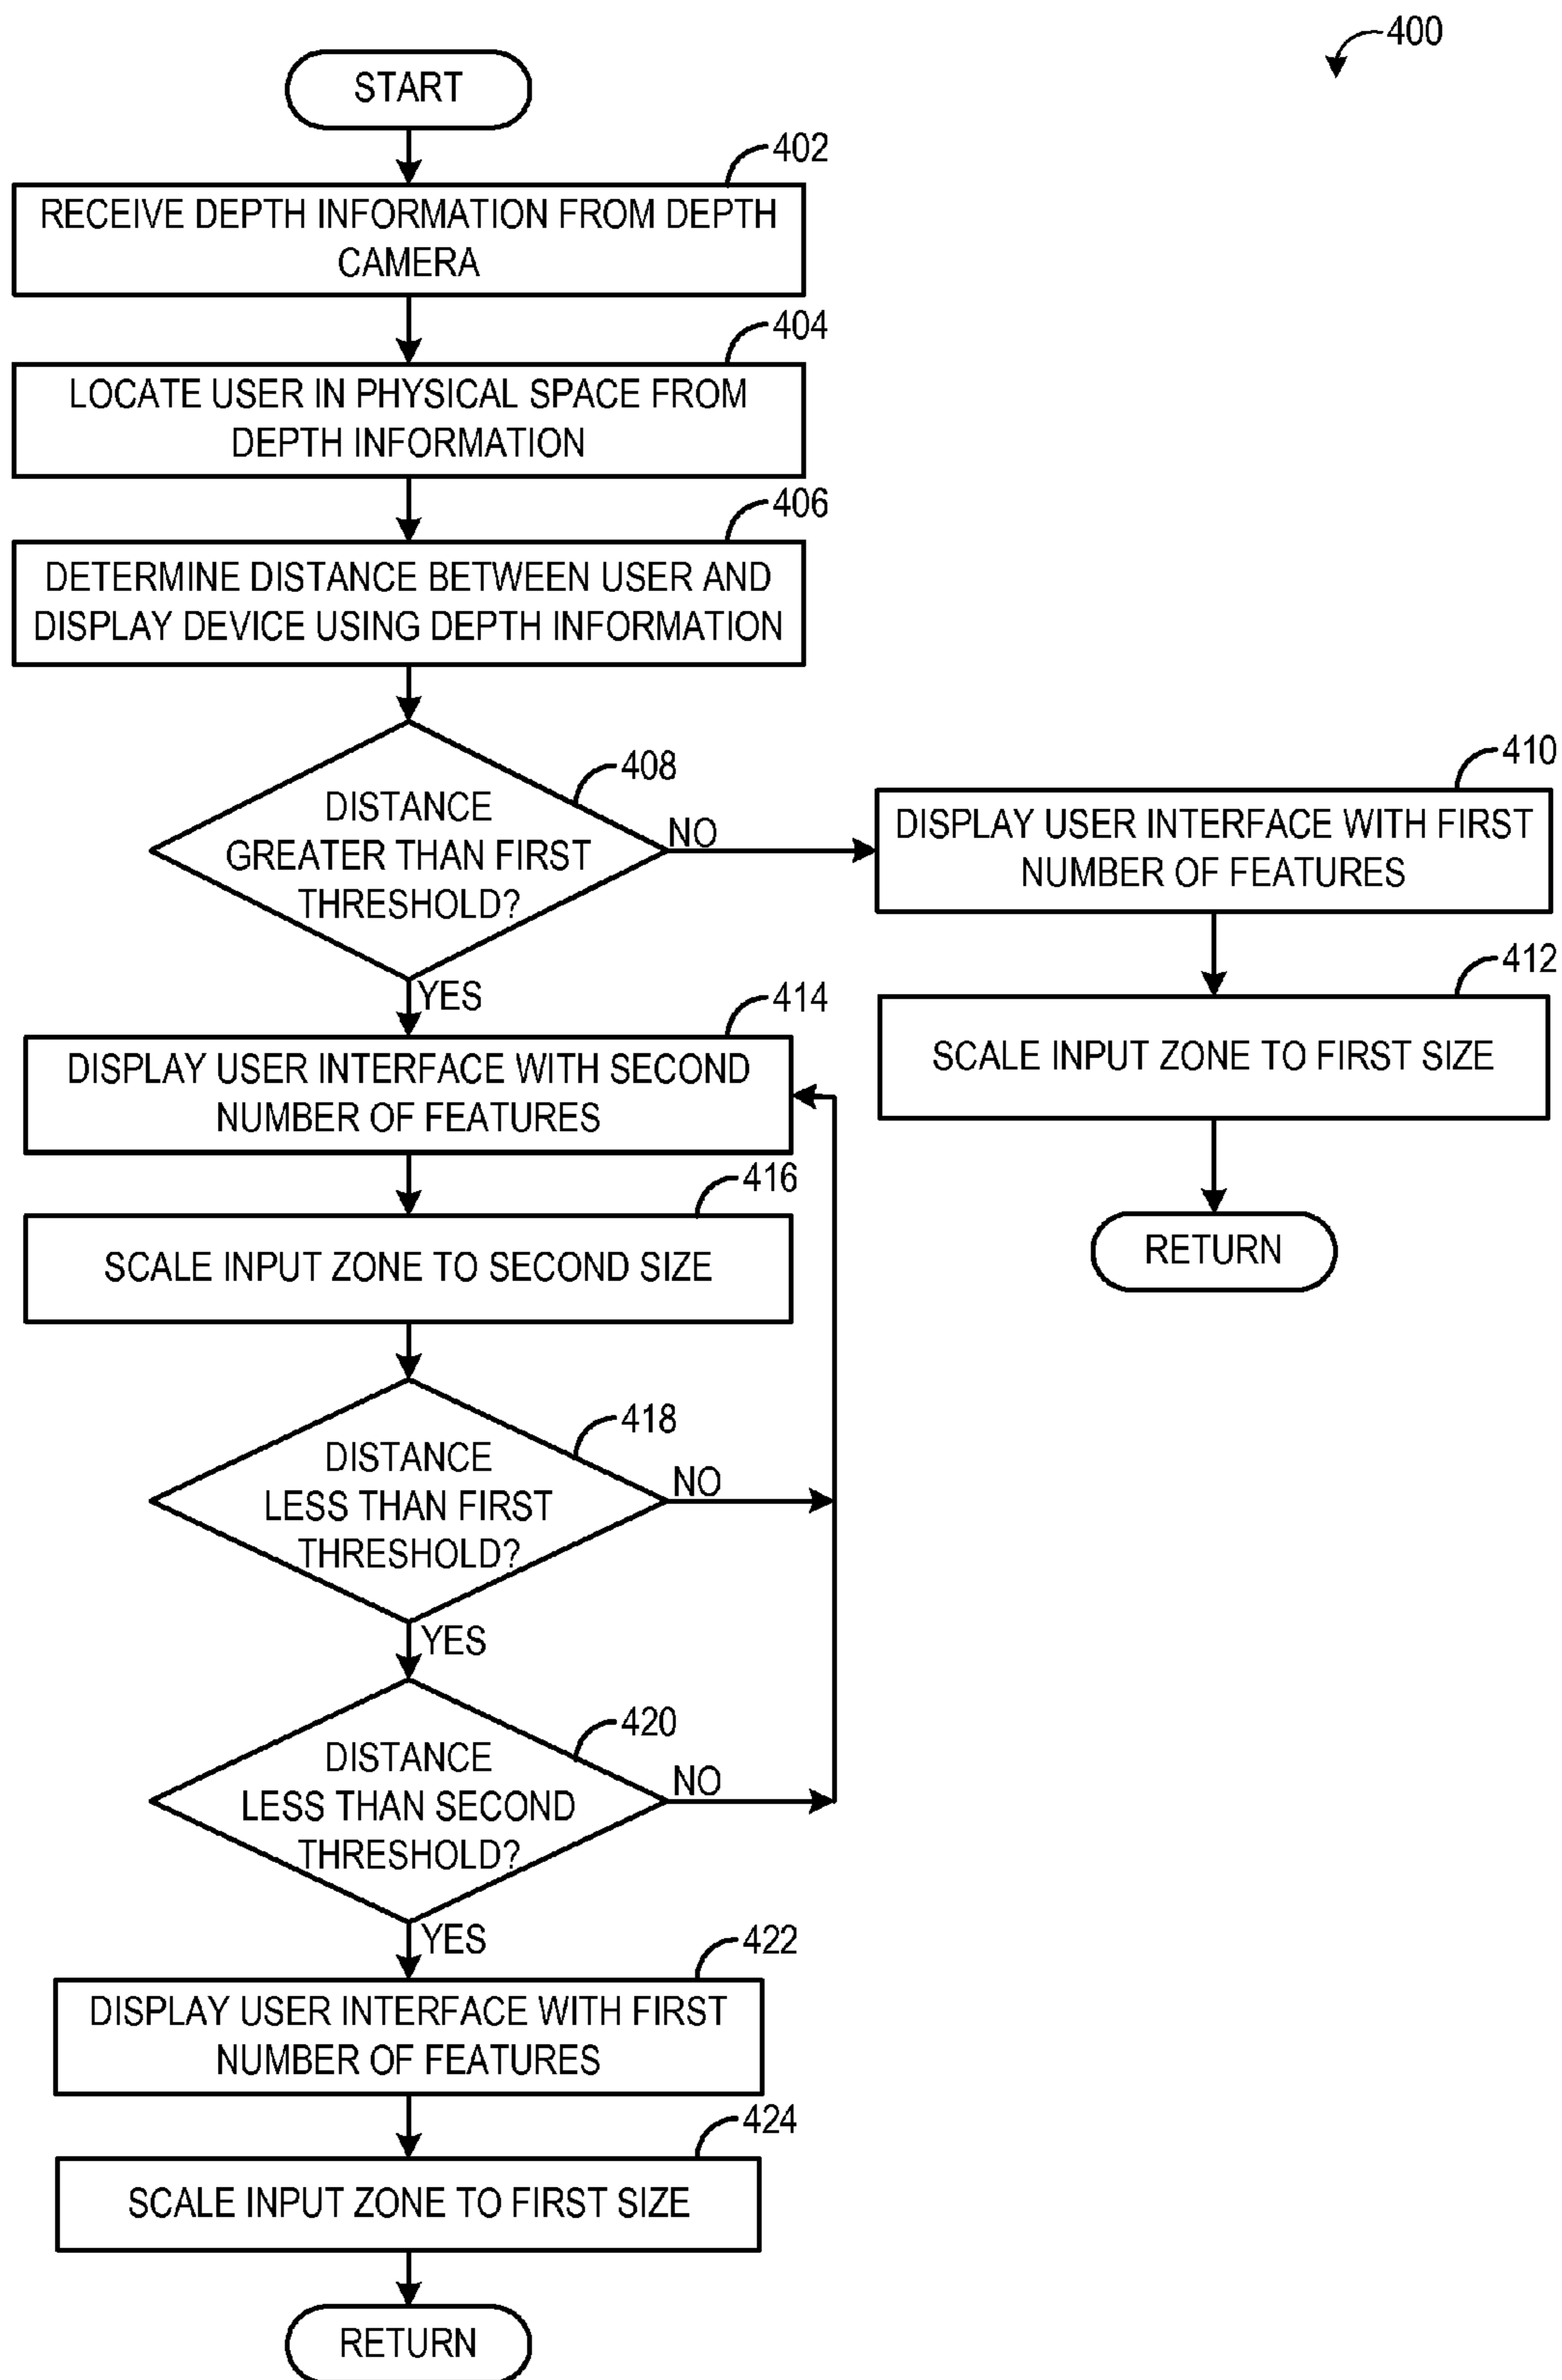 400
START
402
RECEIVE DEPTH INFORMATION FROM DEPTH
CAMERA
404
LOCATE USER IN PHYSICAL SPACE FROM
DEPTH INFORMATION
406
DETERMINE DISTANCE BETWEEN USER AND
DISPLAY DEVICE USING DEPTH INFORMATION
408
DISTANCE
GREATER THAN FIRST
THRESHOLD?
NO
410
DISPLAY USER INTERFACE WITH FIRST
NUMBER OF FEATURES
412
SCALE INPUT ZONE TO FIRST SIZE
RETURN
YES
414
DISPLAY USER INTERFACE WITH SECOND
NUMBER OF FEATURES
416
SCALE INPUT ZONE TO SECOND SIZE
418
DISTANCE
LESS THAN FIRST
THRESHOLD?
NO
YES
420
DISTANCE
LESS THAN SECOND
THRESHOLD?
NO
YES
422
DISPLAY USER INTERFACE WITH FIRST
NUMBER OF FEATURES
424
SCALE INPUT ZONE TO FIRST SIZE
RETURN